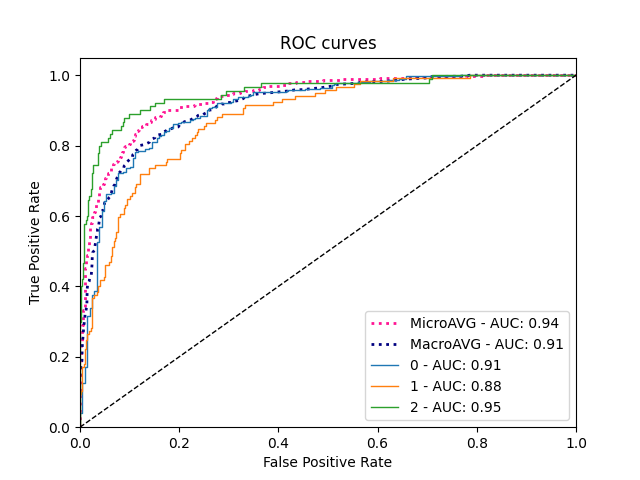 ROC curves
True Positive Rate
1.0
0.8
0.6
0.4
0.2
0.0
0.0 0.2 0.4 0.6 0.8 1.0
False Positive Rate
MicroAVG - AUC: 0.94
MacroAVG - AUC: 0.91
0 - AUC: 0.91
1 - AUC: 0.88
2 - AUC: 0.95